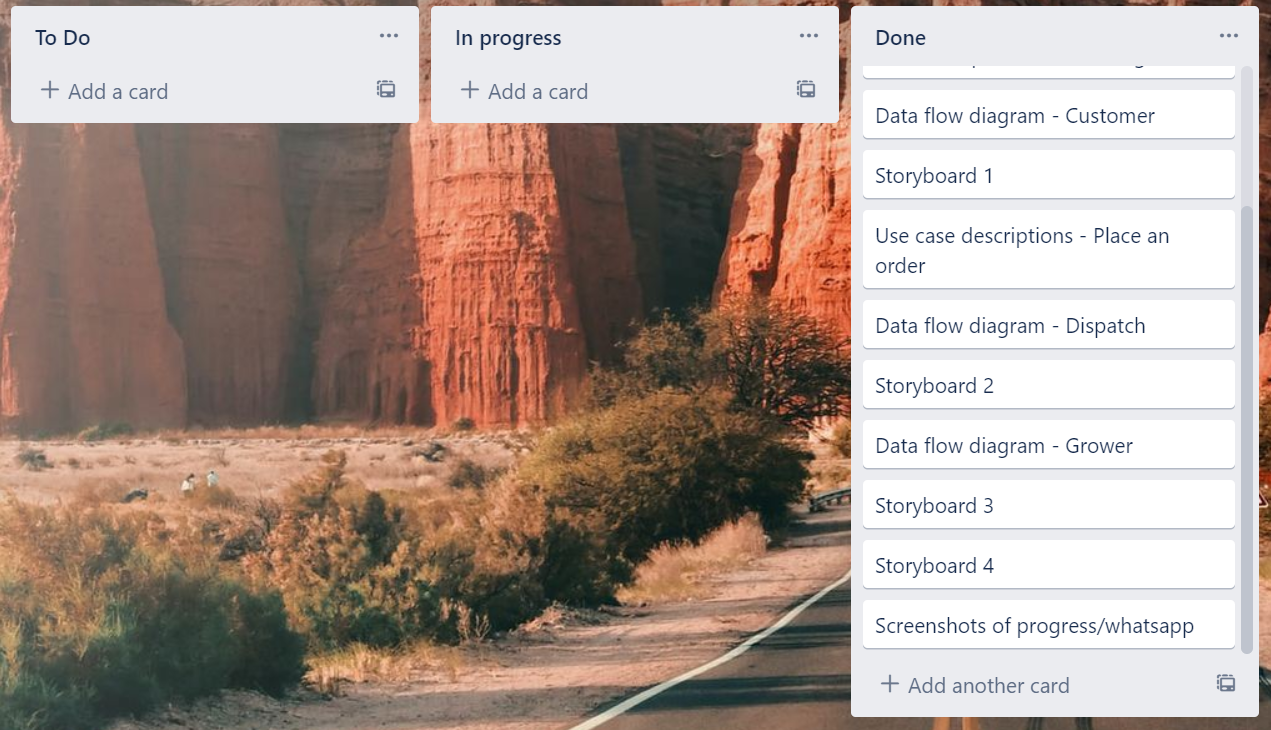 To Do
Add a card
In progress
Add a card
Done
Data flow diagram - Customer
Storyboard 1
Use case descriptions - Place an
order
Data flow diagram - Dispatch
Storyboard 2
Data flow diagram - Grower
Storyboard 3
Storyboard 4
Screenshots of progress/whatsapp
Add another card